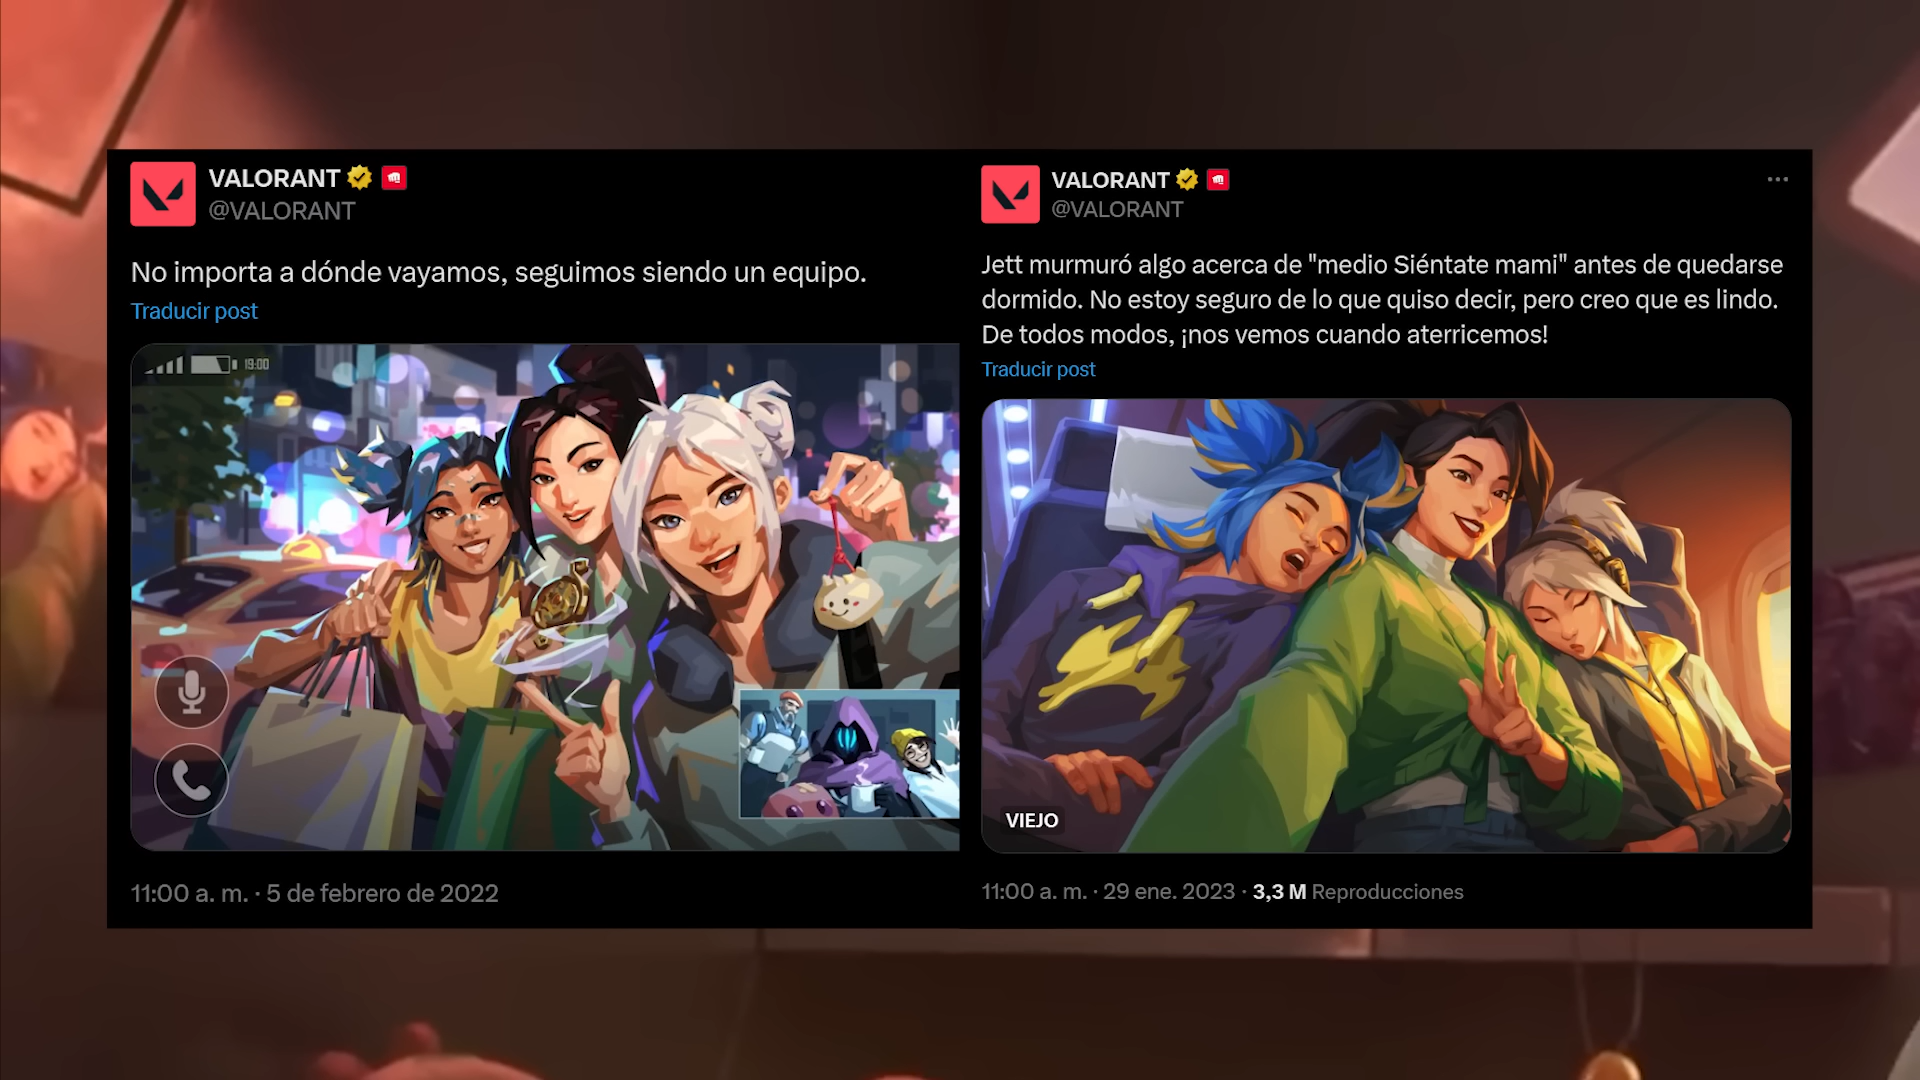 VALORANT
@VALORANT
No importa a dónde vayamos, seguimos siendo un equipo.
Traducir post
19:00
11:00 a. m. · 5 de febrero de 2022
VALORANT
@VALORANT
Jett murmuró algo acerca de "medio Siéntate mami" antes de quedarse
dormido. No estoy seguro de lo que quiso decir, pero creo que es lindo.
De todos modos, ¡nos vemos cuando aterricemos!
Traducir post
VIEJO
11:00 a. m. · 29 ene. 2023 · 3,3 M Reproducciones